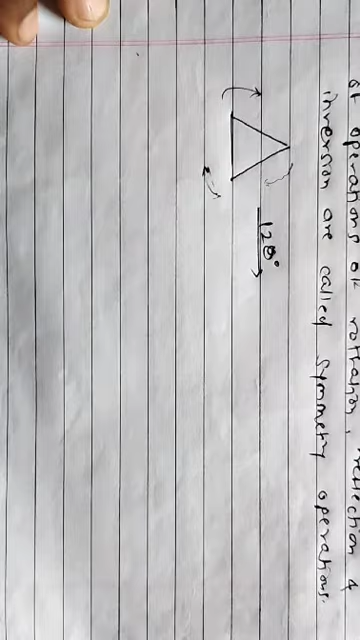 of operations of rotation, reflection &
inversion are called symmetry operations.
120°